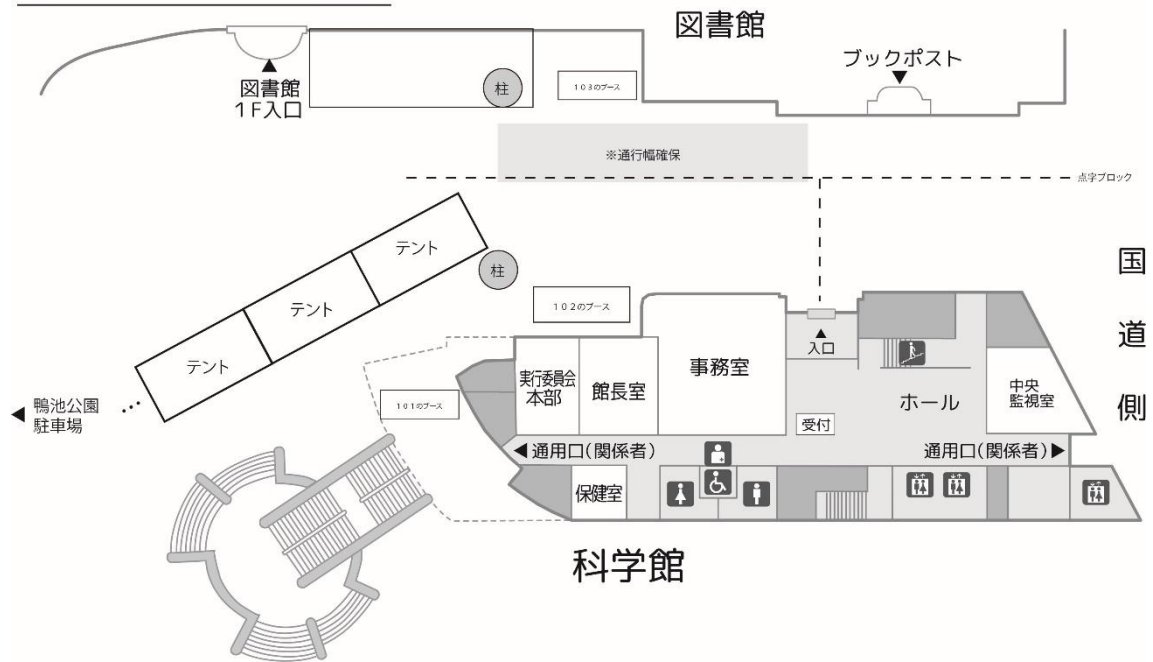 図書館
ブックポスト
図書館
1F入口
柱
103のブース
※通行幅確保
点字ブロック
テント
テント
テント
柱
102のブース
国道側
入口
事務室
実行委員会
本部
館長室
ホール
中央
監視室
101のブース
受付
◀ 鴨池公園
駐車場
◀通用口(関係者)
通用口(関係者)▶
保健室
科学館